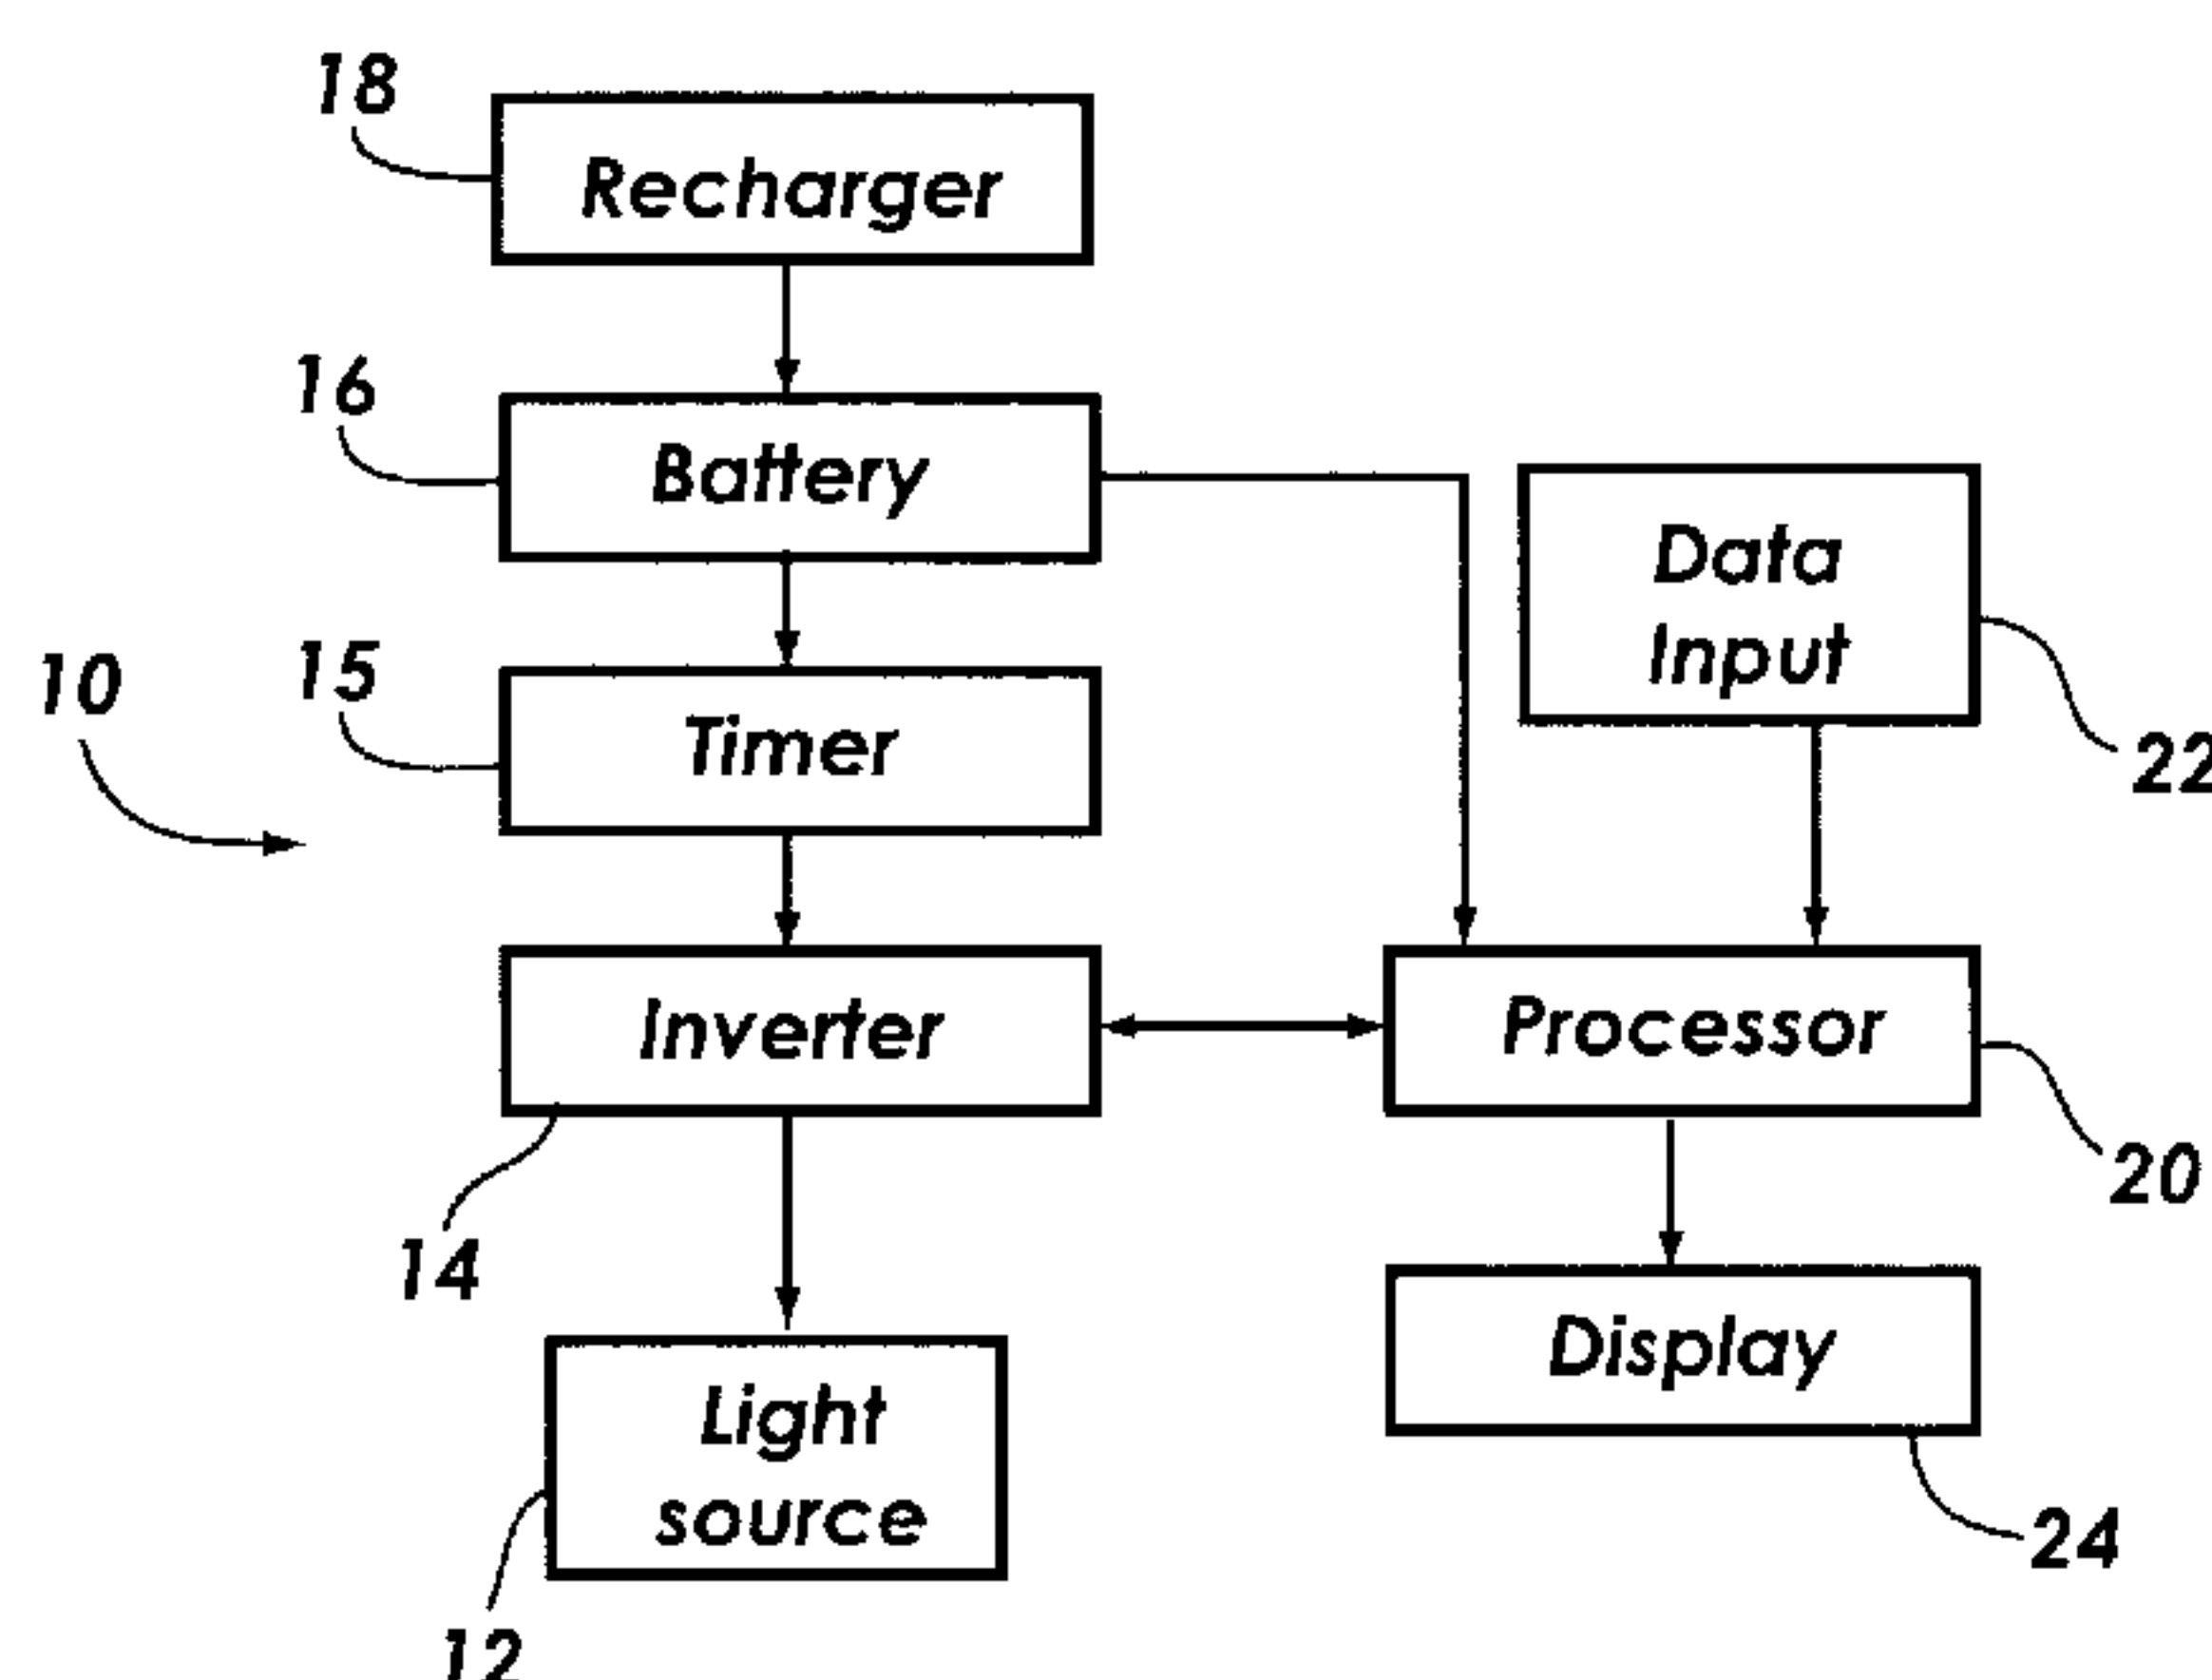 18
Recharger
16
Battery
Data
Input
15
Timer
10
22
Inverter
Processor
20
14
Display
Light
source
24
12